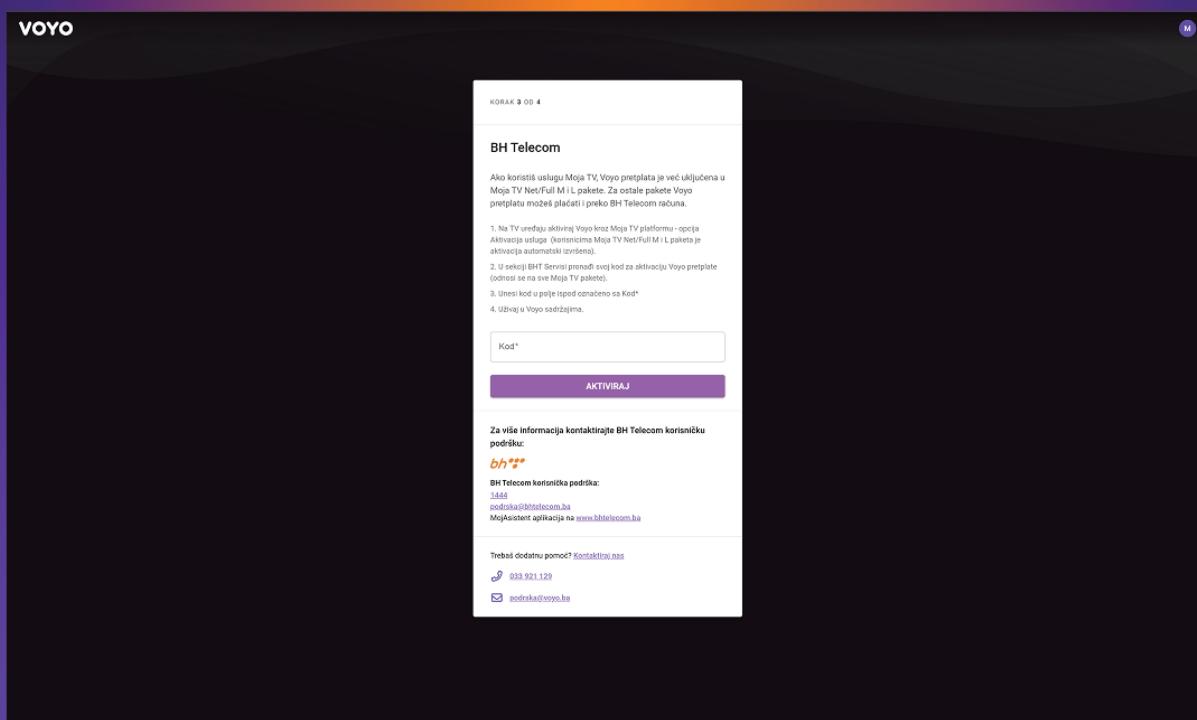 VOYO
M
KORAK 3 OD 4
BH Telecom
Ako koristiš uslugu Moja TV, Voyo pretplata je već uključena u
Moja TV Net/Full M i L pakete. Za ostale pakete Voyo
pretplatu možeš plaćati i preko BH Telecom računa.
1. Na TV uređaju aktiviraj Voyo kroz Moja TV platformu - opcija
Aktivacija usluga (korisnicima Moja TV Net/Full M i L paketa je
aktivacija automatski izvršena).
2. U sekciji BHT Servisi pronađi svoj kod za aktivaciju Voyo pretplate
(odnosi se na sve Moja TV pakete).
3. Unesi kod u polje ispod označeno sa Kod*
4. Uživaj u Voyo sadržajima.
Kod*
AKTIVIRAJ
Za više informacija kontaktirajte BH Telecom korisničku
podršku:
bh
BH Telecom korisnička podrška:
1444
podrska@bhtelecom.ba
MojAsistent aplikacija na www.bhtelecom.ba
Trebaš dodatnu pomoć? Kontaktiraj nas
033 921 129
podrska@voyo.ba